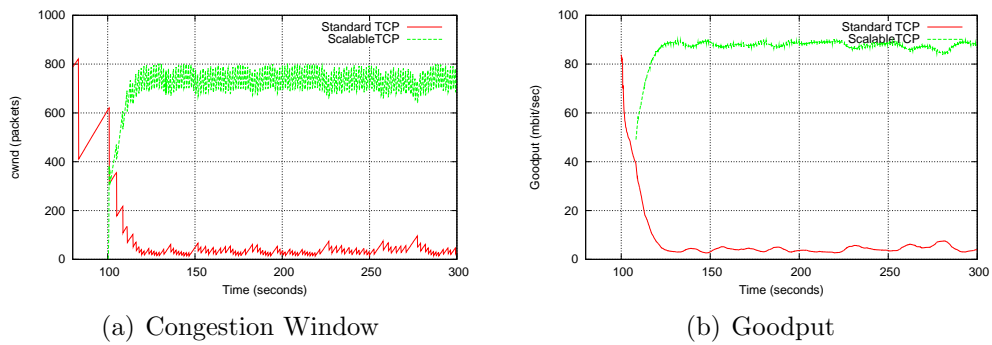 1000
800
600
400
200
0
cwnd (packets)
Standard TCP
ScalableTCP
100 150 200 250 300
Time (seconds)
(a) Congestion Window
100
80
60
40
20
0
Goodput (mbit/sec)
Standard TCP
ScalableTCP
100 150 200 250 300
Time (seconds)
(b) Goodput